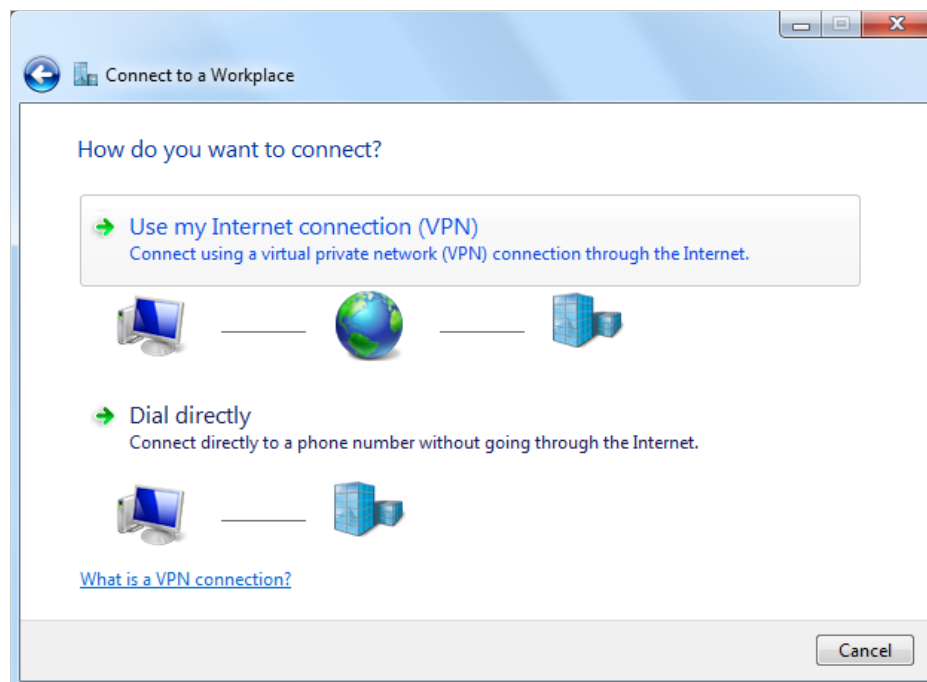 Connect to a Workplace
How do you want to connect?
Use my Internet connection (VPN)
Connect using a virtual private network (VPN) connection through the Internet.
Dial directly
Connect directly to a phone number without going through the Internet.
What is a VPN connection?
Cancel